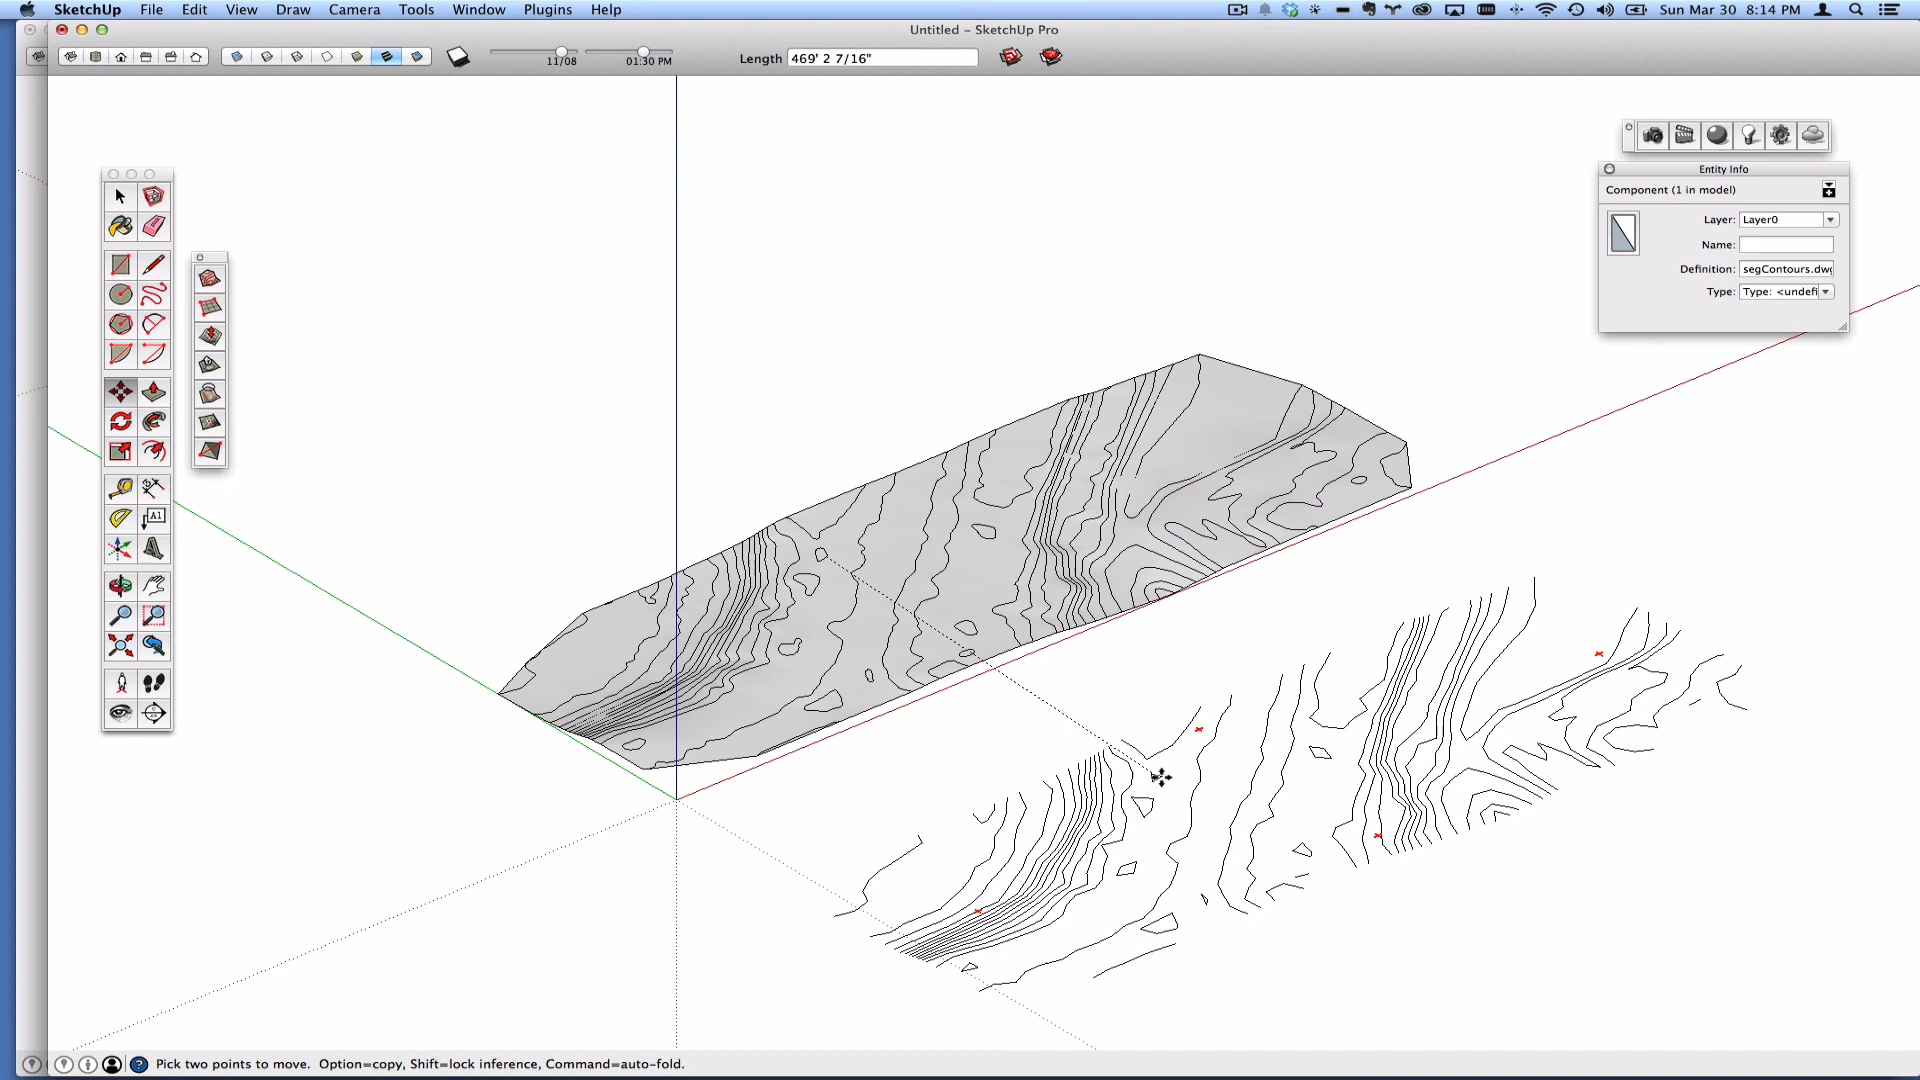 SketchUp File Edit View Draw Camera Tools Window Plugins Help Sun Mar 30 8:14 PM
Untitled – SketchUp Pro
11/08 01:30 PM Length 469' 2 7/16"
Entity Info
Component (1 in model)
Layer: Layer0
Name:
Definition: segContours.dwg
Type: Type: <undefi
A1
Pick two points to move. Option=copy, Shift=lock inference, Command=auto-fold.